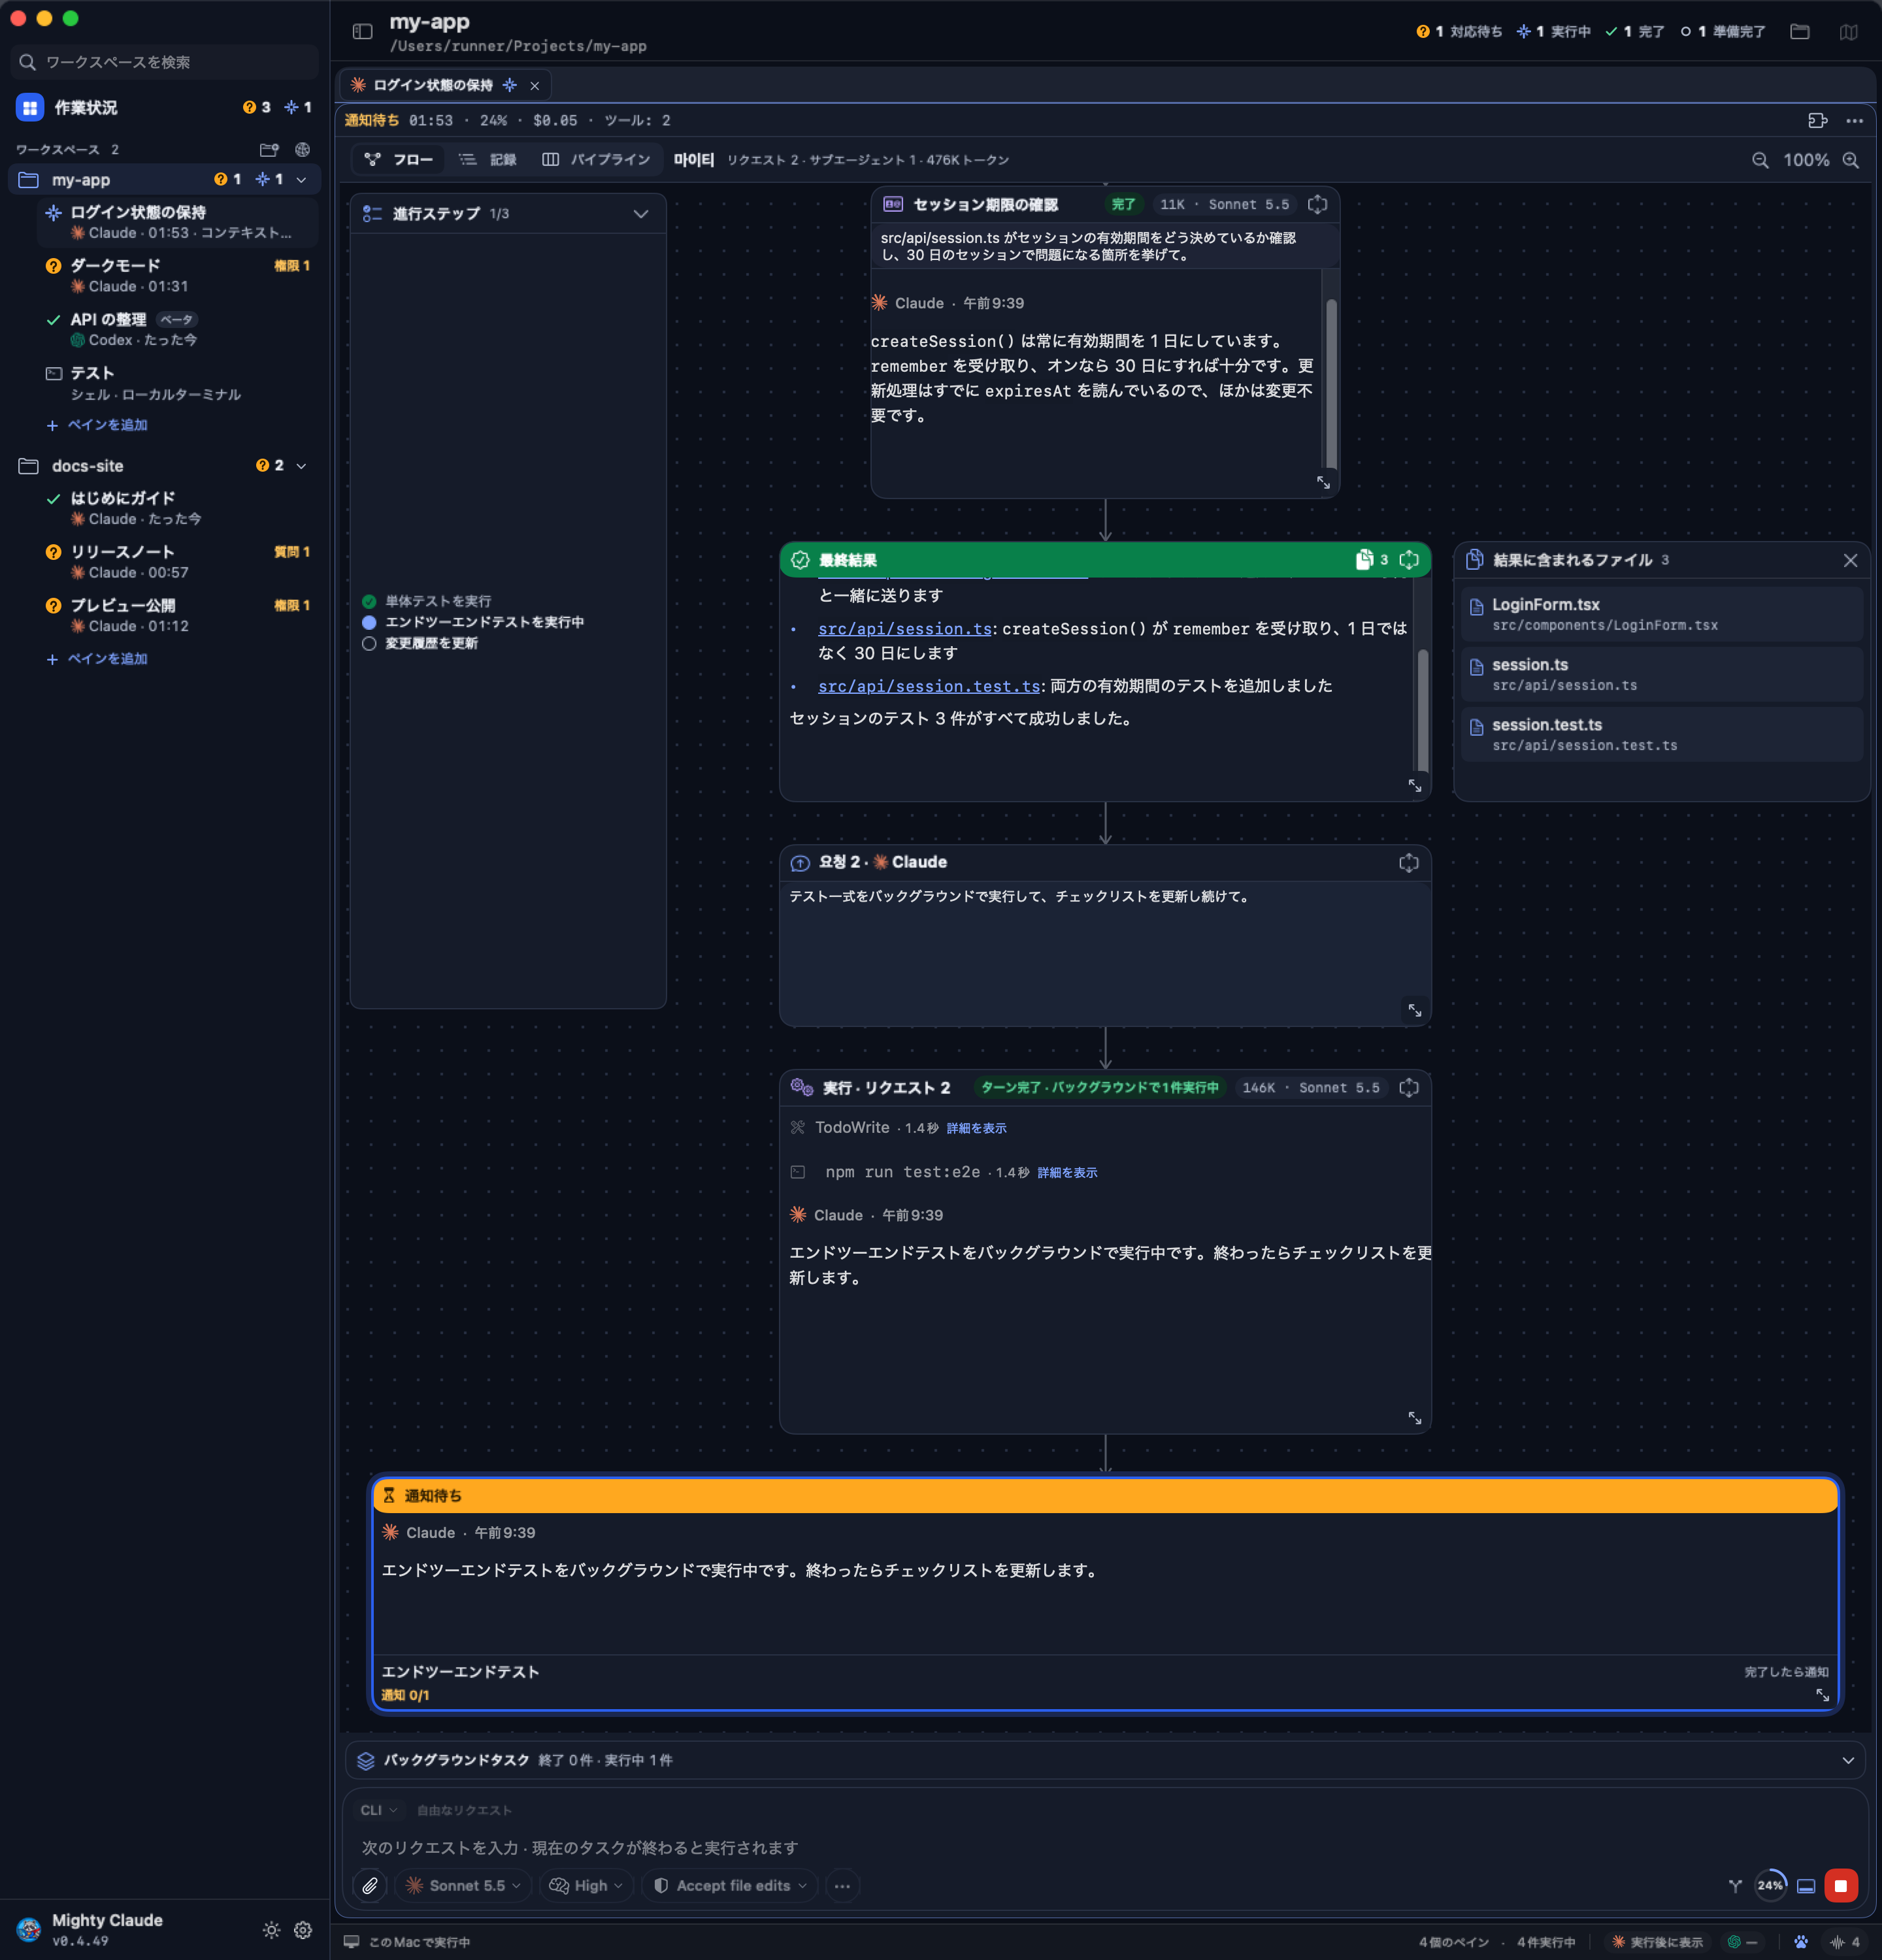 ワークスペースを検索
作業状況 3 1
ワークスペース 2
my-app 1 1
ログイン状態の保持
Claude · 01:53 · コンテキスト...
ダークモード 権限 1
Claude · 01:31
API の整理 ベータ
Codex · たった今
テスト
シェル · ローカルターミナル
+ ペインを追加
docs-site 2
はじめにガイド
Claude · たった今
リリースノート 質問 1
Claude · 00:57
プレビュー公開 権限 1
Claude · 01:12
+ ペインを追加
Mighty Claude
v0.4.49
my-app
/Users/runner/Projects/my-app
1 対応待ち 1 実行中 1 完了 1 準備完了
ログイン状態の保持
通知待ち 01:53 · 24% · $0.05 · ツール: 2
フロー 記録 パイプライン 마이티 リクエスト 2 · サブエージェント 1 · 476Kトークン
100%
進行ステップ 1/3
単体テストを実行
エンドツーエンドテストを実行中
変更履歴を更新
セッション期限の確認 完了 11K · Sonnet 5.5
src/api/session.ts がセッションの有効期間をどう決めているか確認
し、30 日のセッションで問題になる箇所を挙げて。
Claude · 午前9:39
createSession() は常に有効期間を 1 日にしています。
remember を受け取り、オンなら 30 日にすれば十分です。更
新処理はすでに expiresAt を読んでいるので、ほかは変更不
要です。
最終結果 3
と一緒に送ります
• src/api/session.ts: createSession() が remember を受け取り、1 日では
なく 30 日にします
• src/api/session.test.ts: 両方の有効期間のテストを追加しました
セッションのテスト 3 件がすべて成功しました。
結果に含まれるファイル 3
LoginForm.tsx
src/components/LoginForm.tsx
session.ts
src/api/session.ts
session.test.ts
src/api/session.test.ts
요청 2 · Claude
テスト一式をバックグラウンドで実行して、チェックリストを更新し続けて。
実行 · リクエスト 2 ターン完了 · バックグラウンドで1件実行中 146K · Sonnet 5.5
TodoWrite · 1.4秒 詳細を表示
npm run test:e2e · 1.4秒 詳細を表示
Claude · 午前9:39
エンドツーエンドテストをバックグラウンドで実行中です。終わったらチェックリストを更
新します。
通知待ち
Claude · 午前9:39
エンドツーエンドテストをバックグラウンドで実行中です。終わったらチェックリストを更新します。
エンドツーエンドテスト 完了したら通知
通知 0/1
バックグラウンドタスク 終了 0件 · 実行中 1件
CLI 自由なリクエスト
次のリクエストを入力 · 現在のタスクが終わると実行されます
Sonnet 5.5 High Accept file edits ... 24%
このMacで実行中 4個のペイン · 4件実行中 実行後に表示 — 4